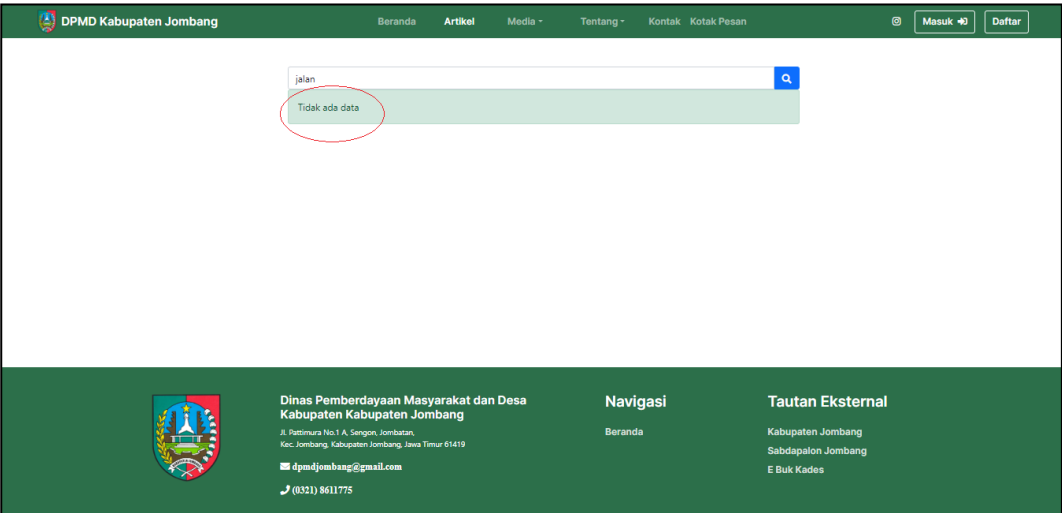 DPMD Kabupaten Jombang
Beranda Artikel Media Tentang Kontak Kotak Pesan
Masuk Daftar
jalan
Tidak ada data
Dinas Pemberdayaan Masyarakat dan Desa
Kabupaten Kabupaten Jombang
Jl. Pattimura No.1 A, Sengon, Jombatan,
Kec. Jombang, Kabupaten Jombang, Jawa Timur 61419
dpmdjombang@gmail.com
(0321) 8611775
Navigasi
Beranda
Tautan Eksternal
Kabupaten Jombang
Sabdapalon Jombang
E Buk Kades